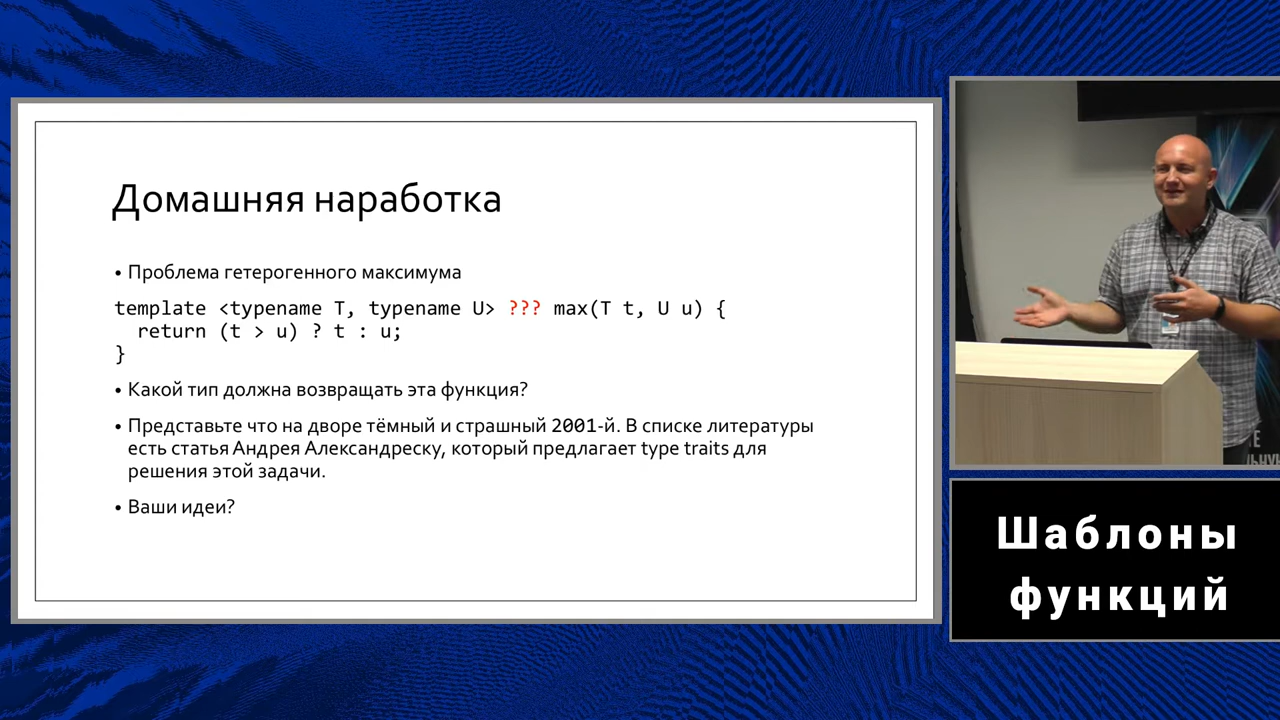 Домашняя наработка
• Проблема гетерогенного максимума
template <typename T, typename U> ??? max(T t, U u) {
return (t > u) ? t : u;
}
• Какой тип должна возвращать эта функция?
• Представьте что на дворе тёмный и страшный 2001-й. В списке литературы
есть статья Андрея Александреску, который предлагает type traits для
решения этой задачи.
• Ваши идеи?
Шаблоны
функций